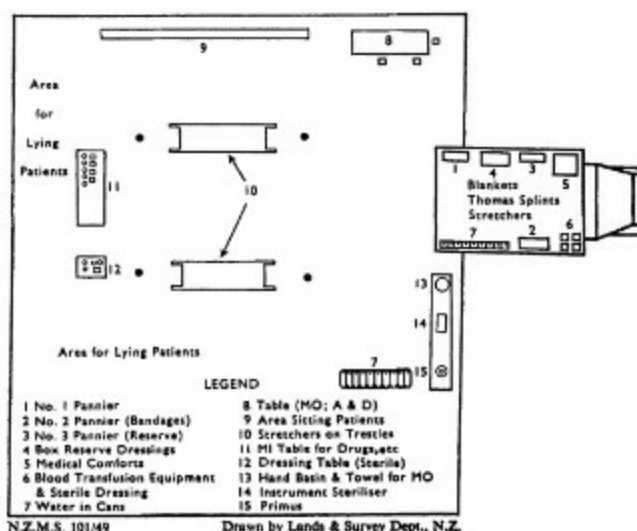 9
8
Area
for
Lying
Patients
11
10
12
1
4
3
5
Blankets
Thomas Splints
Stretchers
6
7
2
13
14
15
7
Area for Lying Patients
LEGEND
1 No. 1 Pannier
2 No. 2 Pannier (Bandages)
3 No. 3 Pannier (Reserve)
4 Box Reserve Dressings
5 Medical Comforts
6 Blood Transfusion Equipment
& Sterile Dressing
7 Water in Cans
8 Table (MO; A & D)
9 Area Sitting Patients
10 Stretchers on Trestles
11 MI Table for Drugs,etc
12 Dressing Table (Sterile)
13 Hand Basin & Towel for MO
14 Instrument Steriliser
15 Primus
N.Z.M.S. 101/49
Drawn by Lands & Survey Dept., N.Z.